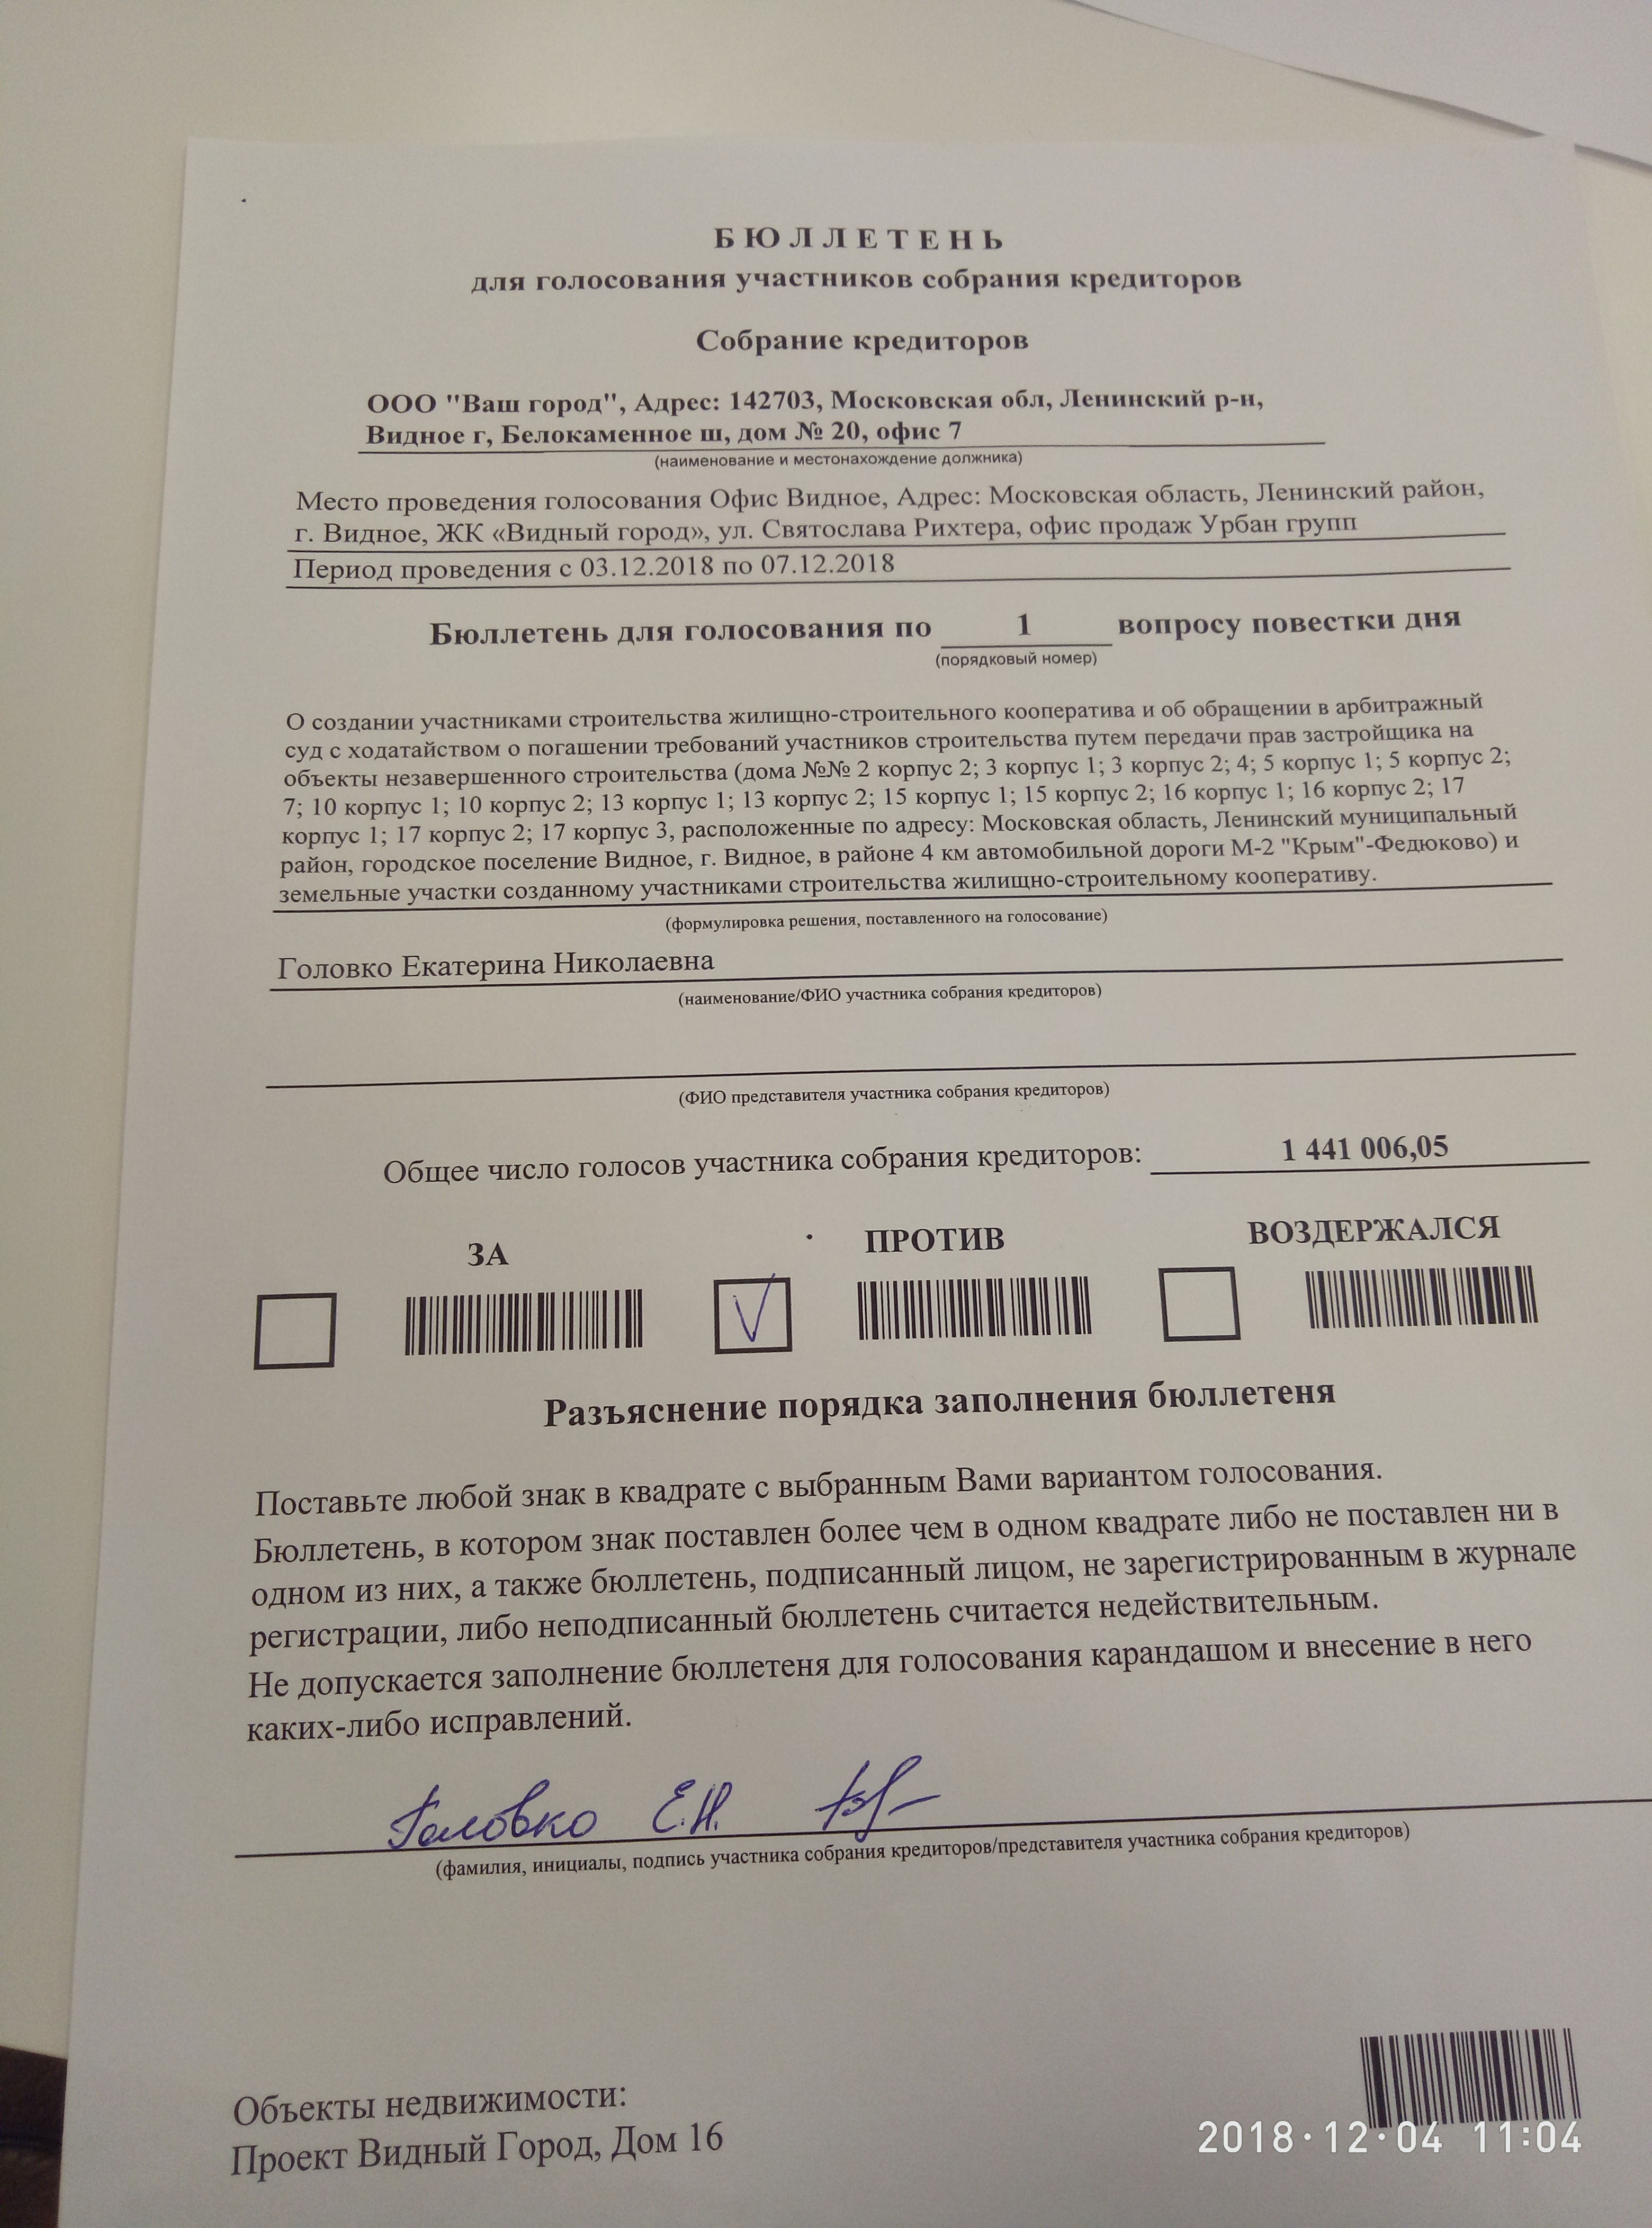 БЮЛЛЕТЕНЬ
для голосования участников собрания кредиторов
Собрание кредиторов
ООО "Ваш город", Адрес: 142703, Московская обл, Ленинский р-н,
Видное г, Белокаменное ш, дом № 20, офис 7
(наименование и местонахождение должника)
Место проведения голосования Офис Видное, Адрес: Московская область, Ленинский район,
г. Видное, ЖК «Видный город», ул. Святослава Рихтера, офис продаж Урбан групп
Период проведения с 03.12.2018 по 07.12.2018
Бюллетень для голосования по 1 вопросу повестки дня
(порядковый номер)
О создании участниками строительства жилищно-строительного кооператива и об обращении в арбитражный
суд с ходатайством о погашении требований участников строительства путем передачи прав застройщика на
объекты незавершенного строительства (дома №№ 2 корпус 2; 3 корпус 1; 3 корпус 2; 4; 5 корпус 1; 5 корпус 2;
7; 10 корпус 1; 10 корпус 2; 13 корпус 1; 13 корпус 2; 15 корпус 1; 15 корпус 2; 16 корпус 1; 16 корпус 2; 17
корпус 1; 17 корпус 2; 17 корпус 3, расположенные по адресу: Московская область, Ленинский муниципальный
район, городское поселение Видное, г. Видное, в районе 4 км автомобильной дороги М-2 "Крым"-Федюково) и
земельные участки созданному участниками строительства жилищно-строительному кооперативу.
(формулировка решения, поставленного на голосование)
Головко Екатерина Николаевна
(наименование/ФИО участника собрания кредиторов)
(ФИО представителя участника собрания кредиторов)
Общее число голосов участника собрания кредиторов: 1 441 006,05
ЗА ПРОТИВ ВОЗДЕРЖАЛСЯ
Разъяснение порядка заполнения бюллетеня
Поставьте любой знак в квадрате с выбранным Вами вариантом голосования.
Бюллетень, в котором знак поставлен более чем в одном квадрате либо не поставлен ни в
одном из них, а также бюллетень, подписанный лицом, не зарегистрированным в журнале
регистрации, либо неподписанный бюллетень считается недействительным.
Не допускается заполнение бюллетеня для голосования карандашом и внесение в него
каких-либо исправлений.
Головко Е.Н.
(фамилия, инициалы, подпись участника собрания кредиторов/представителя участника собрания кредиторов)
Объекты недвижимости:
Проект Видный Город, Дом 16
2018·12·04 11:04